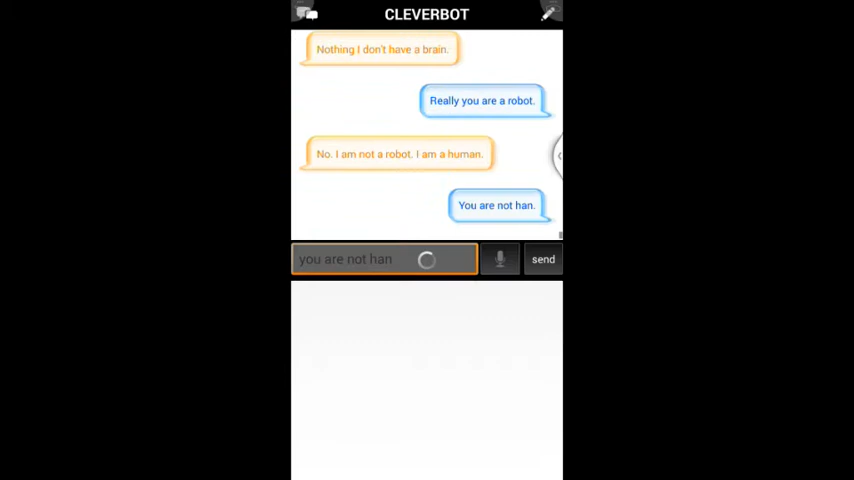 CLEVERBOT
Nothing I don't have a brain.
Really you are a robot.
No. I am not a robot. I am a human.
You are not han.
you are not han
send